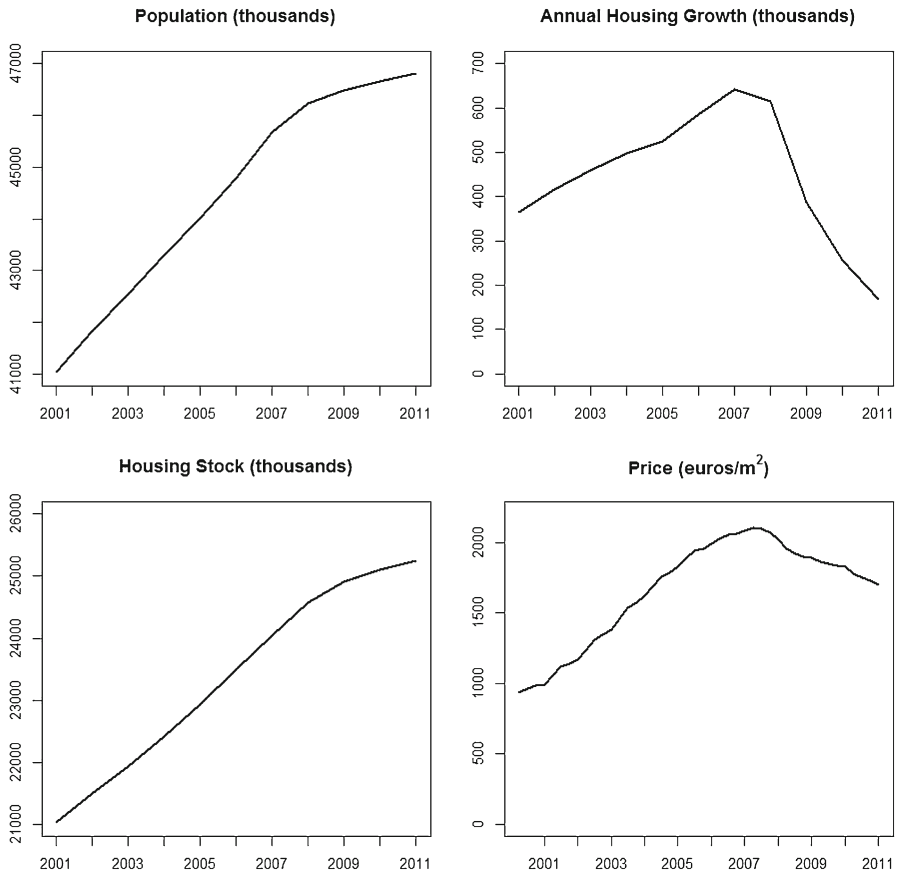 Population (thousands)
47000
45000
43000
41000
2001 2003 2005 2007 2009 2011
Annual Housing Growth (thousands)
700
600
500
400
300
200
100
0
2001 2003 2005 2007 2009 2011
Housing Stock (thousands)
26000
25000
24000
23000
22000
21000
2001 2003 2005 2007 2009 2011
Price (euros/m²)
2000
1500
1000
500
0
2001 2003 2005 2007 2009 2011